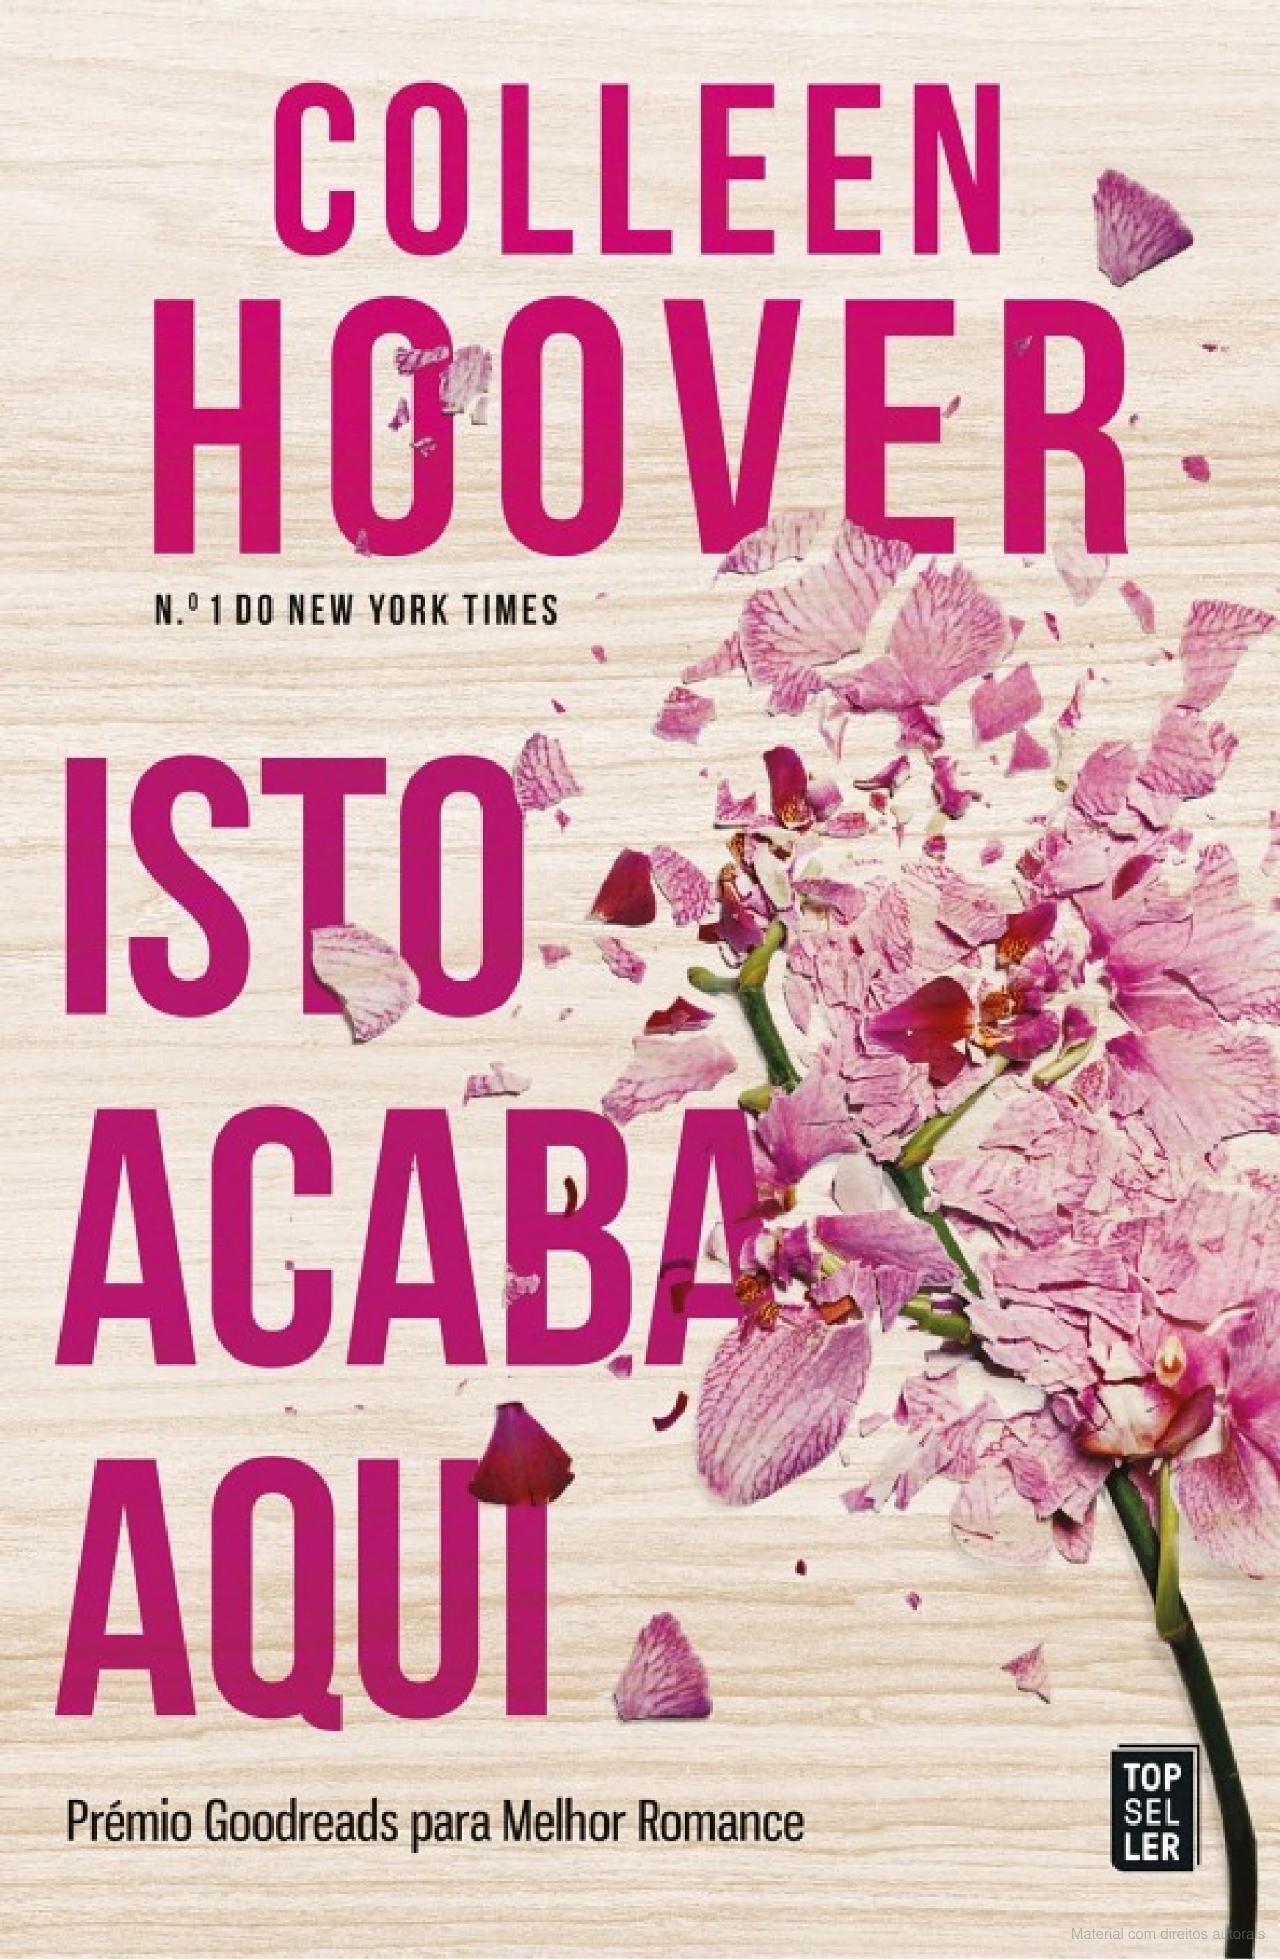 COLLEEN
HOOVER
N.º 1 DO NEW YORK TIMES
ISTO
ACABA
AQUI
Prémio Goodreads para Melhor Romance
TOP
SEL
LER
Material com direitos autorais